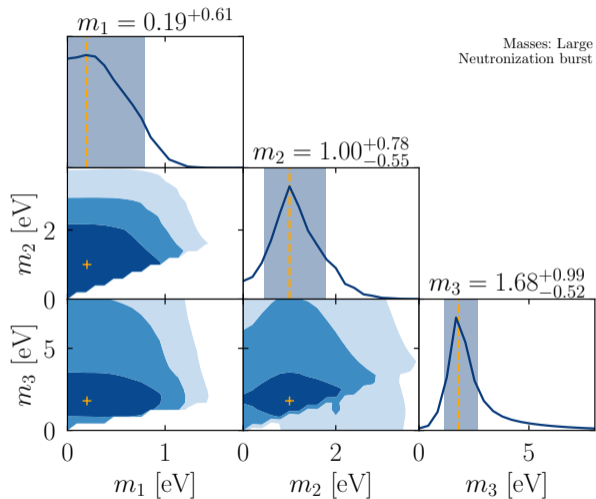 m₁ = 0.19⁺⁰·⁶¹
Masses: Large
Neutronization burst
m₂ = 1.00⁺⁰·⁷⁸₋₀.₅₅
m₂ [eV]
2
0
m₃ = 1.68⁺⁰·⁹⁹₋₀.₅₂
m₃ [eV]
5
0
0 1 0 2 0 5
m₁ [eV] m₂ [eV] m₃ [eV]